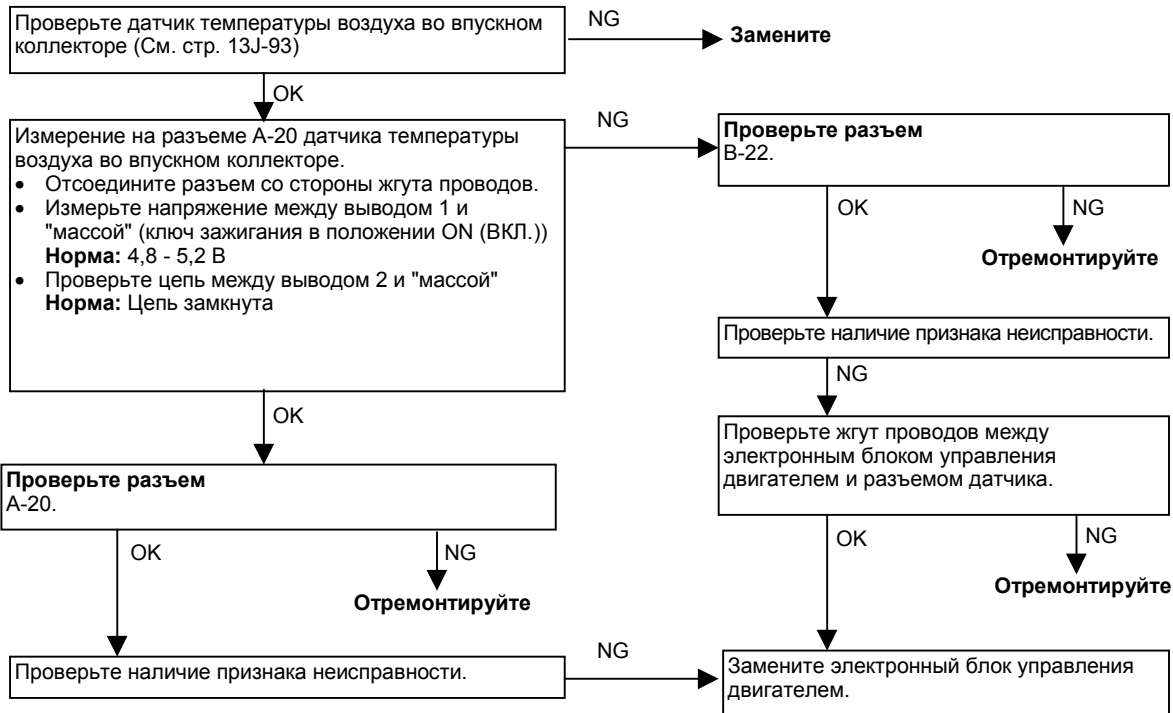 Проверьте датчик температуры воздуха во впускном
коллекторе (См. стр. 13J-93)
NG
Замените
OK
Измерение на разъеме А-20 датчика температуры
воздуха во впускном коллекторе.
• Отсоедините разъем со стороны жгута проводов.
• Измерьте напряжение между выводом 1 и
"массой" (ключ зажигания в положении ON (ВКЛ.))
Норма: 4,8 - 5,2 В
• Проверьте цепь между выводом 2 и "массой"
Норма: Цепь замкнута
NG
Проверьте разъем
B-22.
OK
NG
Отремонтируйте
Проверьте наличие признака неисправности.
NG
Проверьте жгут проводов между
электронным блоком управления
двигателем и разъемом датчика.
OK
NG
Отремонтируйте
OK
Проверьте разъем
А-20.
OK
NG
Отремонтируйте
Проверьте наличие признака неисправности.
NG
Замените электронный блок управления
двигателем.